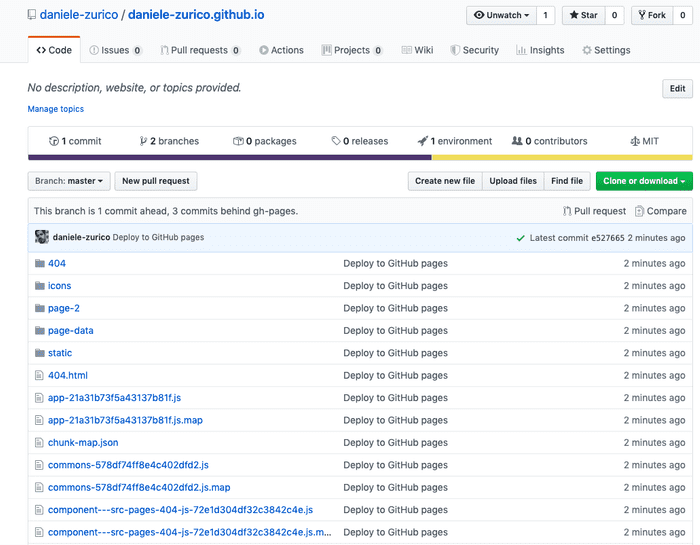 daniele-zurico / daniele-zurico.github.io Unwatch 1 Star 0 Fork 0
Code Issues 0 Pull requests 0 Actions Projects 0 Wiki Security Insights Settings
No description, website, or topics provided. Edit
Manage topics
1 commit 2 branches 0 packages 0 releases 1 environment 0 contributors MIT
Branch: master New pull request Create new file Upload files Find file Clone or download
This branch is 1 commit ahead, 3 commits behind gh-pages. Pull request Compare
daniele-zurico Deploy to GitHub pages Latest commit e527665 2 minutes ago
404 Deploy to GitHub pages 2 minutes ago
icons Deploy to GitHub pages 2 minutes ago
page-2 Deploy to GitHub pages 2 minutes ago
page-data Deploy to GitHub pages 2 minutes ago
static Deploy to GitHub pages 2 minutes ago
404.html Deploy to GitHub pages 2 minutes ago
app-21a31b73f5a43137b81f.js Deploy to GitHub pages 2 minutes ago
app-21a31b73f5a43137b81f.js.map Deploy to GitHub pages 2 minutes ago
chunk-map.json Deploy to GitHub pages 2 minutes ago
commons-578df74ff8e4c402dfd2.js Deploy to GitHub pages 2 minutes ago
commons-578df74ff8e4c402dfd2.js.map Deploy to GitHub pages 2 minutes ago
component---src-pages-404-js-72e1d304df32c3842c4e.js Deploy to GitHub pages 2 minutes ago
component---src-pages-404-js-72e1d304df32c3842c4e.js.m... Deploy to GitHub pages 2 minutes ago